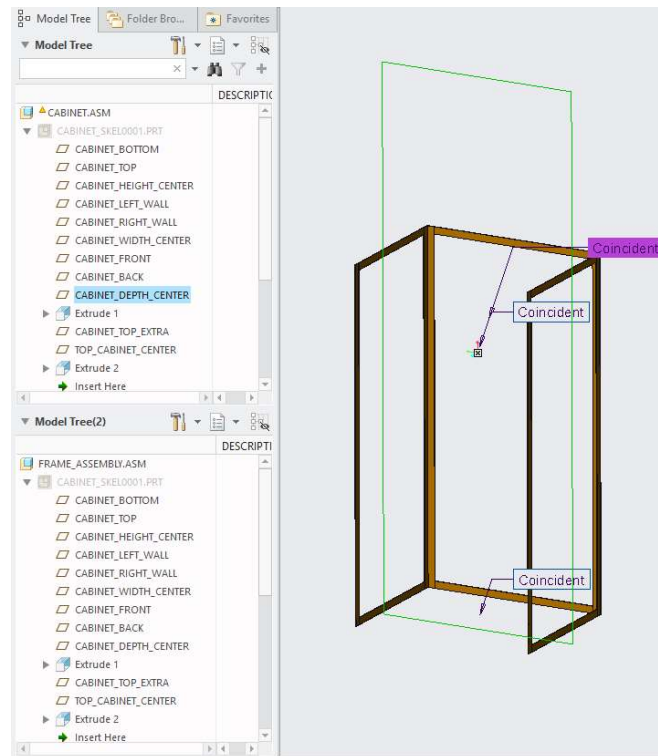 Model Tree
Folder Bro...
Favorites
Model Tree
DESCRIPTIC
CABINET.ASM
CABINET_SKEL0001.PRT
CABINET_BOTTOM
CABINET_TOP
CABINET_HEIGHT_CENTER
CABINET_LEFT_WALL
CABINET_RIGHT_WALL
CABINET_WIDTH_CENTER
CABINET_FRONT
CABINET_BACK
CABINET_DEPTH_CENTER
Extrude 1
CABINET_TOP_EXTRA
TOP_CABINET_CENTER
Extrude 2
Insert Here
Model Tree(2)
DESCRIPTI
FRAME_ASSEMBLY.ASM
CABINET_SKEL0001.PRT
CABINET_BOTTOM
CABINET_TOP
CABINET_HEIGHT_CENTER
CABINET_LEFT_WALL
CABINET_RIGHT_WALL
CABINET_WIDTH_CENTER
CABINET_FRONT
CABINET_BACK
CABINET_DEPTH_CENTER
Extrude 1
CABINET_TOP_EXTRA
TOP_CABINET_CENTER
Extrude 2
Insert Here
Coincident
Coincident
Coincident